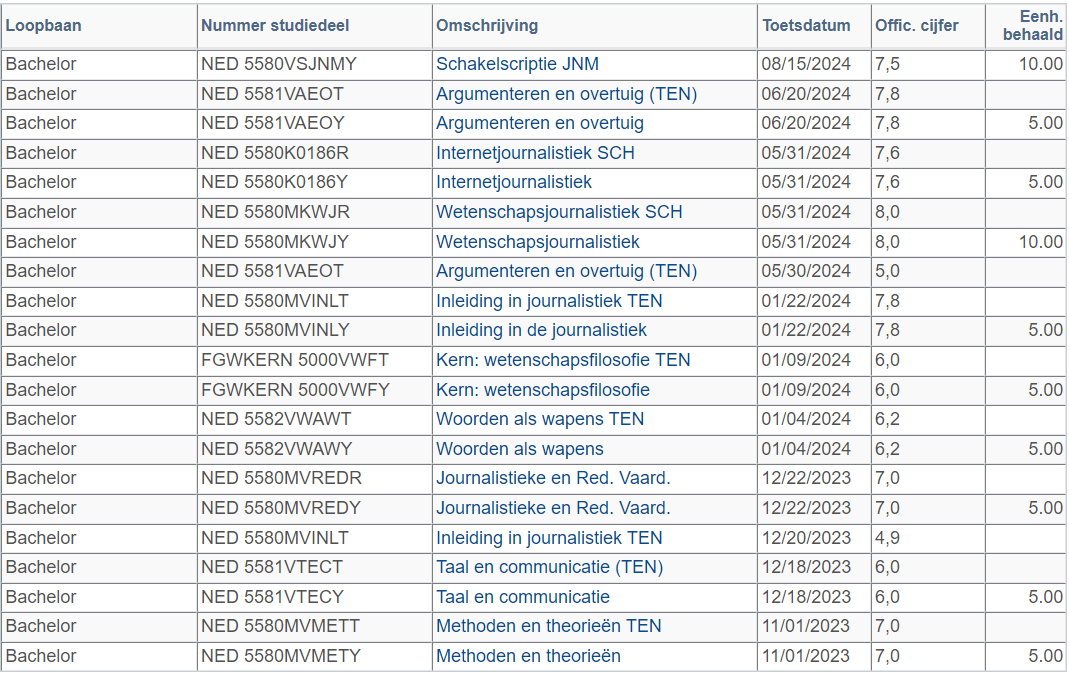 Loopbaan Nummer studiedeel Omschrijving Toetsdatum Offic. cijfer Eenh. behaald
Bachelor NED 5580VSJNMY Schakelscriptie JNM 08/15/2024 7,5 10.00
Bachelor NED 5581VAEOT Argumenteren en overtuig (TEN) 06/20/2024 7,8
Bachelor NED 5581VAEOY Argumenteren en overtuig 06/20/2024 7,8 5.00
Bachelor NED 5580K0186R Internetjournalistiek SCH 05/31/2024 7,6
Bachelor NED 5580K0186Y Internetjournalistiek 05/31/2024 7,6 5.00
Bachelor NED 5580MKWJR Wetenschapsjournalistiek SCH 05/31/2024 8,0
Bachelor NED 5580MKWJY Wetenschapsjournalistiek 05/31/2024 8,0 10.00
Bachelor NED 5581VAEOT Argumenteren en overtuig (TEN) 05/30/2024 5,0
Bachelor NED 5580MVINLT Inleiding in journalistiek TEN 01/22/2024 7,8
Bachelor NED 5580MVINLY Inleiding in de journalistiek 01/22/2024 7,8 5.00
Bachelor FGWKERN 5000VWFT Kern: wetenschapsfilosofie TEN 01/09/2024 6,0
Bachelor FGWKERN 5000VWFY Kern: wetenschapsfilosofie 01/09/2024 6,0 5.00
Bachelor NED 5582VWAWT Woorden als wapens TEN 01/04/2024 6,2
Bachelor NED 5582VWAWY Woorden als wapens 01/04/2024 6,2 5.00
Bachelor NED 5580MVREDR Journalistieke en Red. Vaard. 12/22/2023 7,0
Bachelor NED 5580MVREDY Journalistieke en Red. Vaard. 12/22/2023 7,0 5.00
Bachelor NED 5580MVINLT Inleiding in journalistiek TEN 12/20/2023 4,9
Bachelor NED 5581VTECT Taal en communicatie (TEN) 12/18/2023 6,0
Bachelor NED 5581VTECY Taal en communicatie 12/18/2023 6,0 5.00
Bachelor NED 5580MVMETT Methoden en theorieën TEN 11/01/2023 7,0
Bachelor NED 5580MVMETY Methoden en theorieën 11/01/2023 7,0 5.00